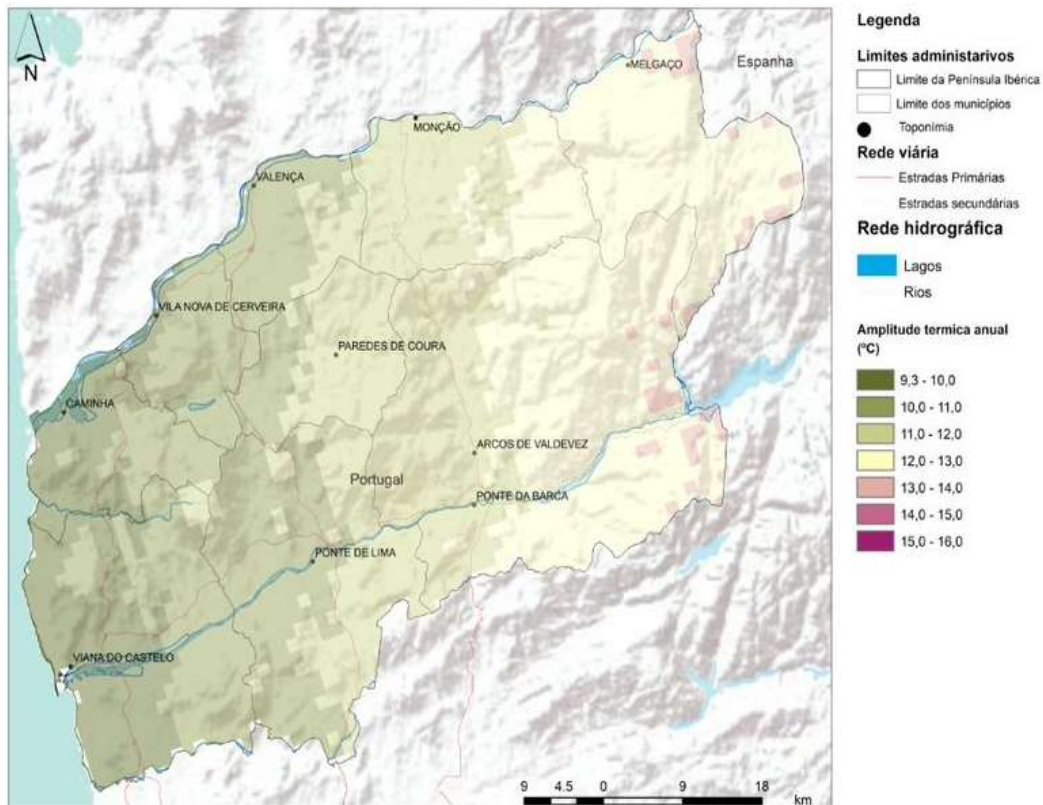 N
Espanha
MELGAÇO
MONÇÃO
VALENÇA
VILA NOVA DE CERVEIRA
PAREDES DE COURA
CAMINHA
ARCOS DE VALDEVEZ
Portugal
PONTE DA BARCA
PONTE DE LIMA
VIANA DO CASTELO
9 4.5 0 9 18
km
Legenda
Limites administarivos
Limite da Península Ibérica
Limite dos municípios
Toponímia
Rede viária
Estradas Primárias
Estradas secundárias
Rede hidrográfica
Lagos
Rios
Amplitude termica anual
(ºC)
9,3 - 10,0
10,0 - 11,0
11,0 - 12,0
12,0 - 13,0
13,0 - 14,0
14,0 - 15,0
15,0 - 16,0